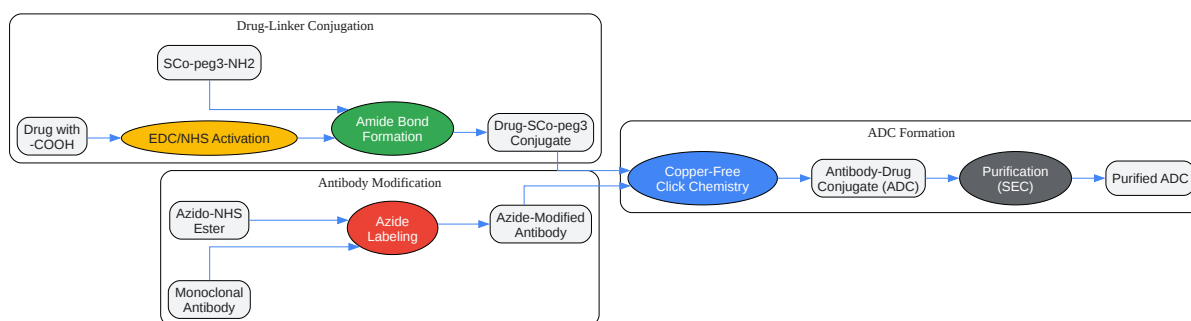 Drug-Linker Conjugation
SCo-peg3-NH2
Drug with
-COOH
EDC/NHS Activation
Amide Bond
Formation
Drug-SCo-peg3
Conjugate
Antibody Modification
Azido-NHS
Ester
Monoclonal
Antibody
Azide
Labeling
Azide-Modified
Antibody
ADC Formation
Copper-Free
Click Chemistry
Antibody-Drug
Conjugate (ADC)
Purification
(SEC)
Purified ADC